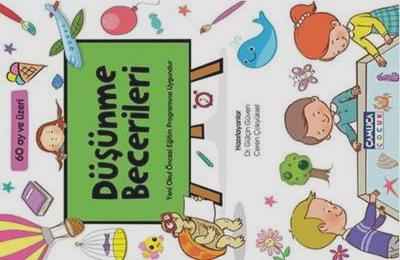 60 ay ve üzeri
Düşünme
Becerileri
Yeni Okul Öncesi Eğitim Programına Uygundur
Hazırlayanlar
Dr. Gülçin Güven
Ceren Çakıyüksel
ÇAMLICA
ÇOCUK